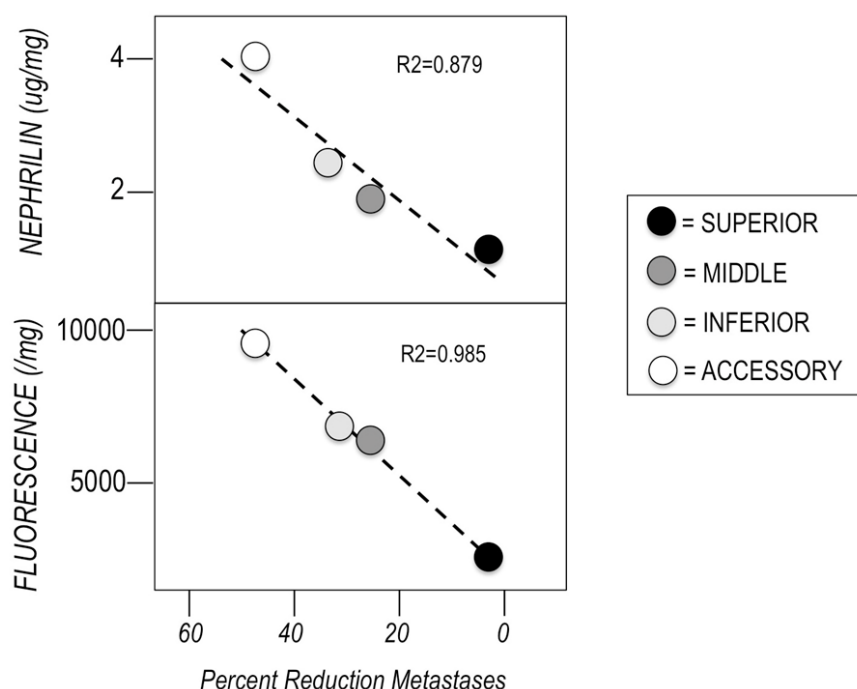 NEPHRILIN (ug/mg)
4
2
R2=0.879
FLUORESCENCE (/mg)
10000
5000
R2=0.985
60 40 20 0
Percent Reduction Metastases
= SUPERIOR
= MIDDLE
= INFERIOR
= ACCESSORY